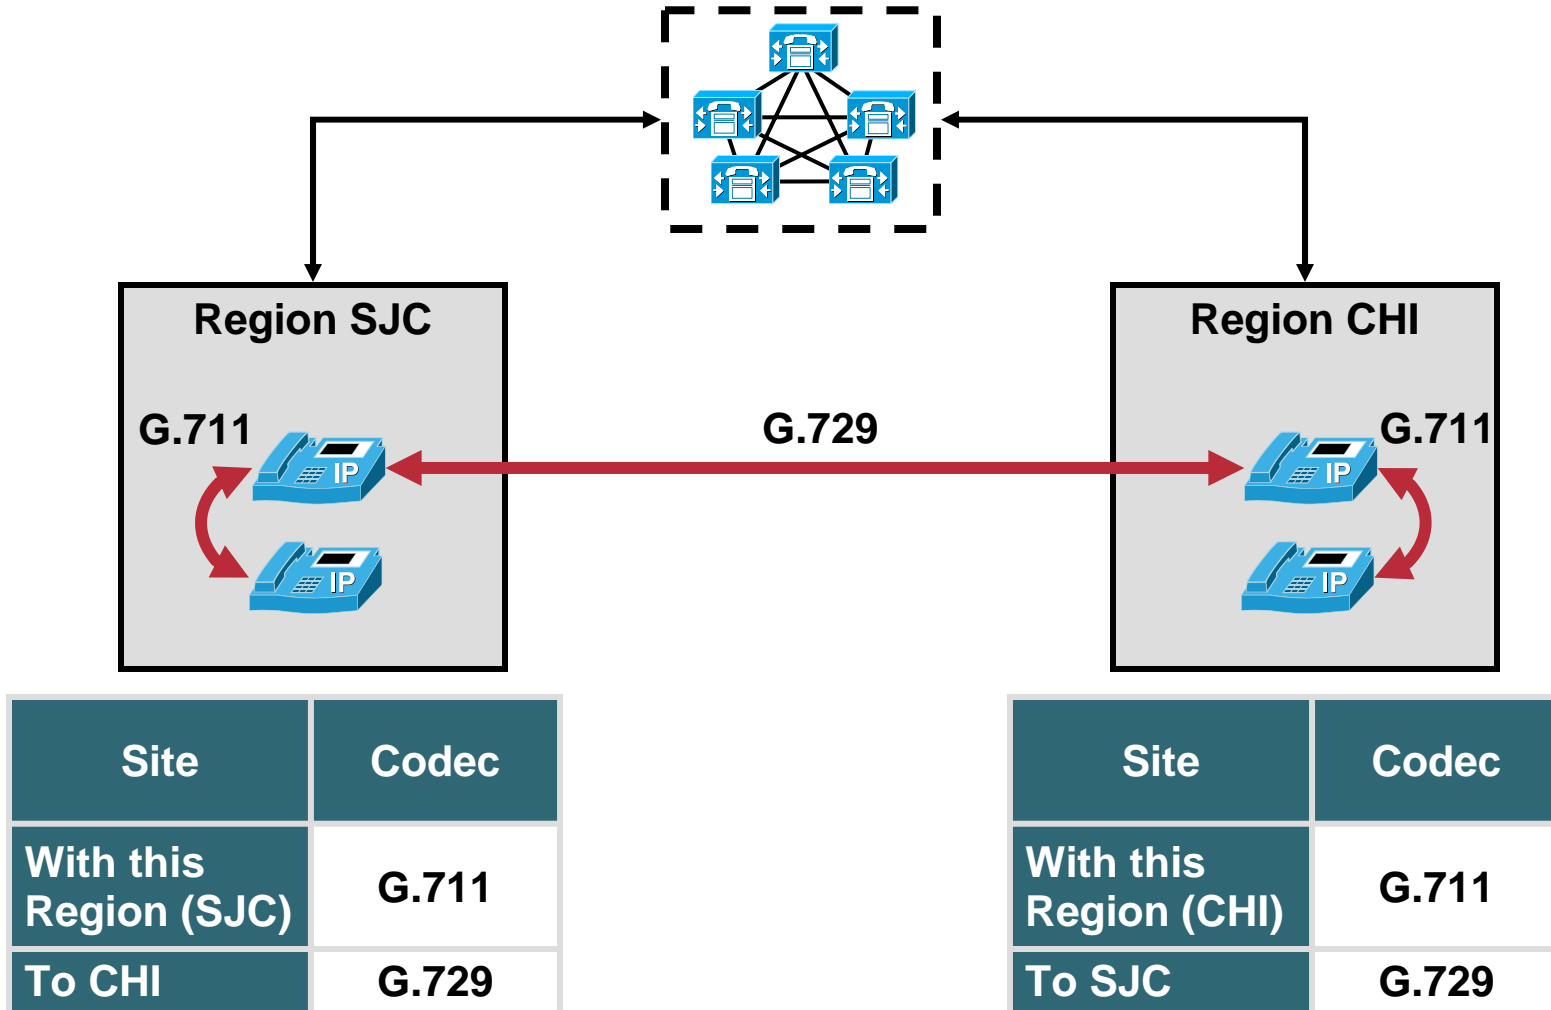 Region SJC
Region CHI
G.711
G.729
G.711
IP
IP
IP
IP
Site Codec
With this
Region (SJC)
G.711
To CHI G.729
Site Codec
With this
Region (CHI)
G.711
To SJC G.729